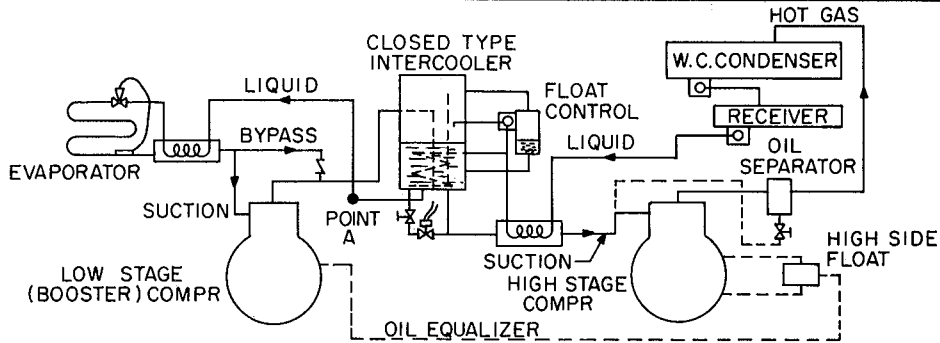 HOT GAS
CLOSED TYPE
INTERCOOLER
W.C. CONDENSER
FLOAT
CONTROL
LIQUID
RECEIVER
BYPASS
LIQUID
OIL
SEPARATOR
EVAPORATOR
SUCTION
POINT
A
SUCTION
HIGH SIDE
FLOAT
LOW STAGE
(BOOSTER) COMPR
HIGH STAGE
COMPR
OIL EQUALIZER